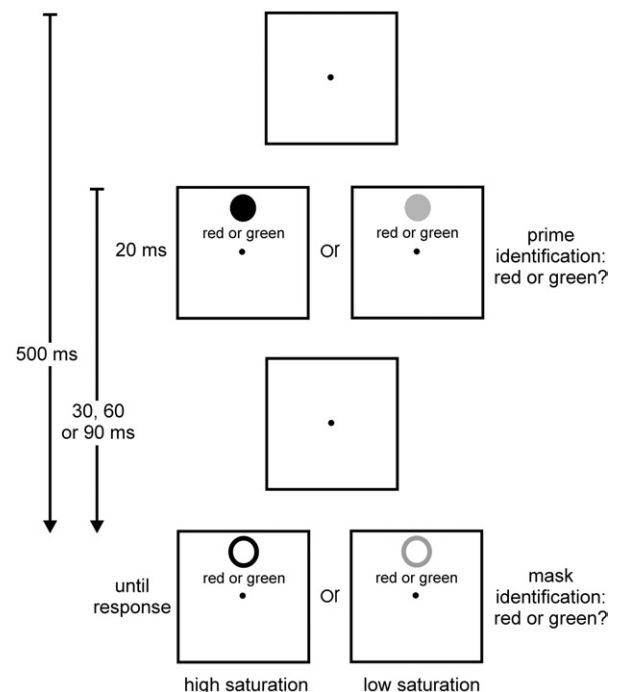 red or green
red or green
20 ms
or
prime
identification:
red or green?
500 ms
30, 60
or 90 ms
red or green
red or green
until
response
or
mask
identification:
red or green?
high saturation
low saturation